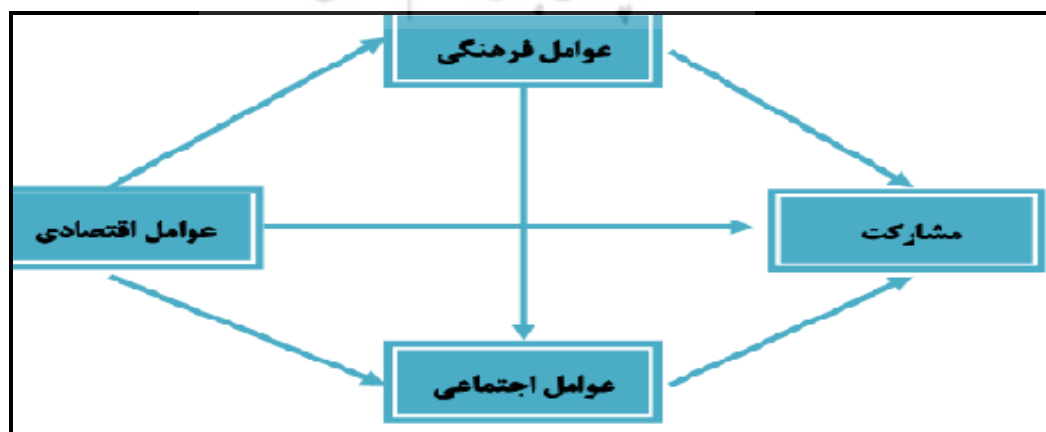 عوامل فرهنگی
عوامل اقتصادی
مشارکت
عوامل اجتماعی